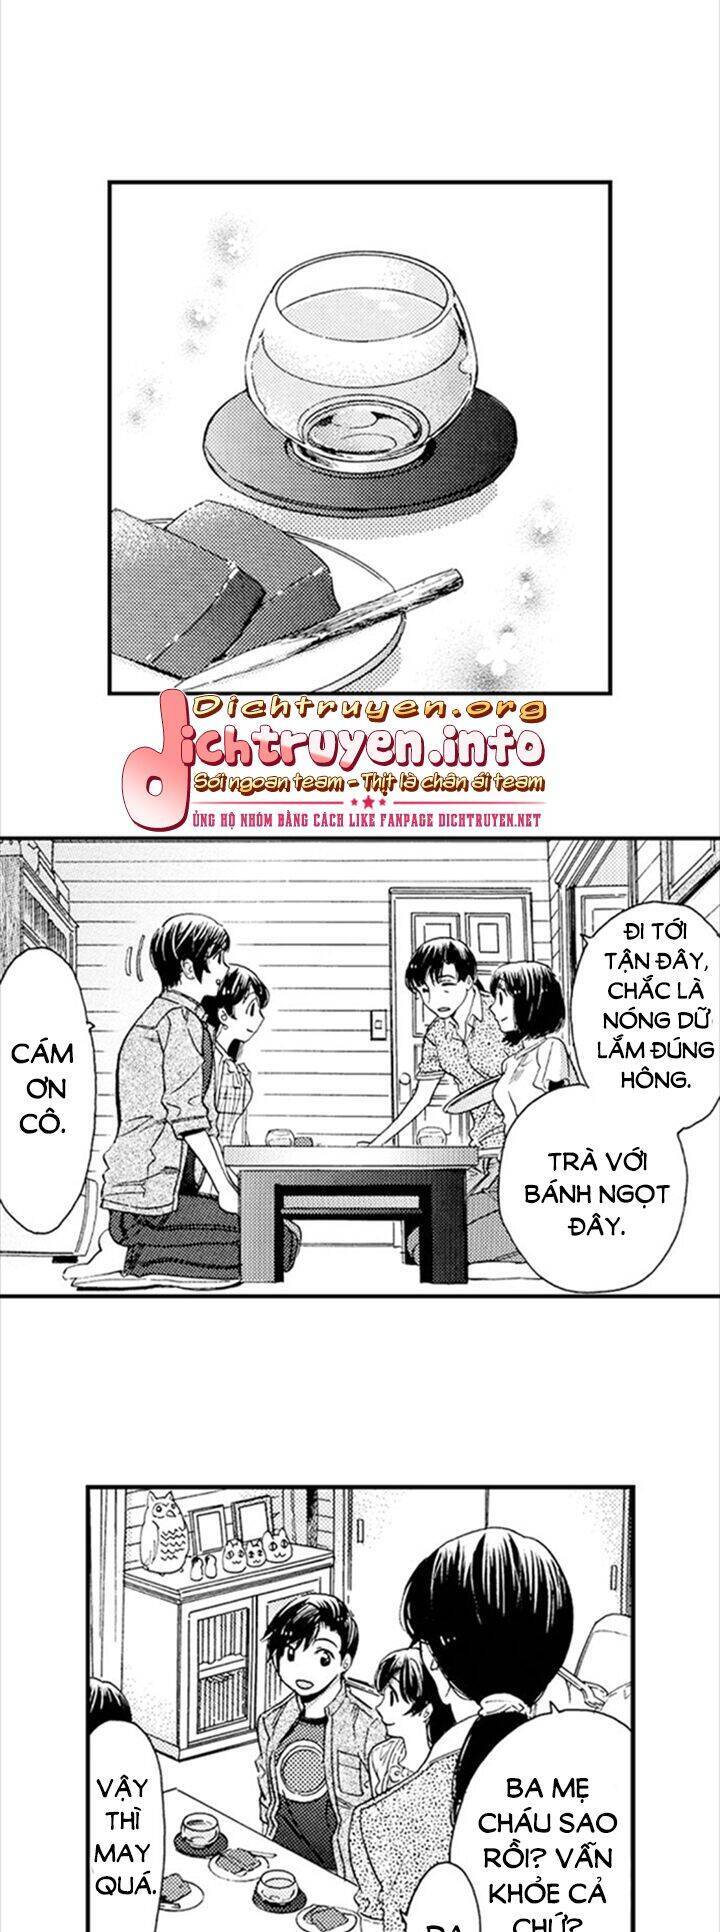 Dichtruyen.org
dichtruyen.info
Sói ngoan team - Thịt là chân ái team
ỦNG HỘ NHÓM BẰNG CÁCH LIKE FANPAGE DICHTRUYEN.NET
ĐI TỚI
TẬN ĐÂY,
CHẮC LÀ
NÓNG DỮ
LẮM ĐÚNG
HÔNG.
TRÀ VỚI
BÁNH NGỌT
ĐÂY.
CÁM
ƠN
CÔ.
BA MẸ
CHÁU SAO
RỒI? VẪN
KHỎE CẢ
CHỨ?
VẬY
THÌ
MAY
QUÁ.